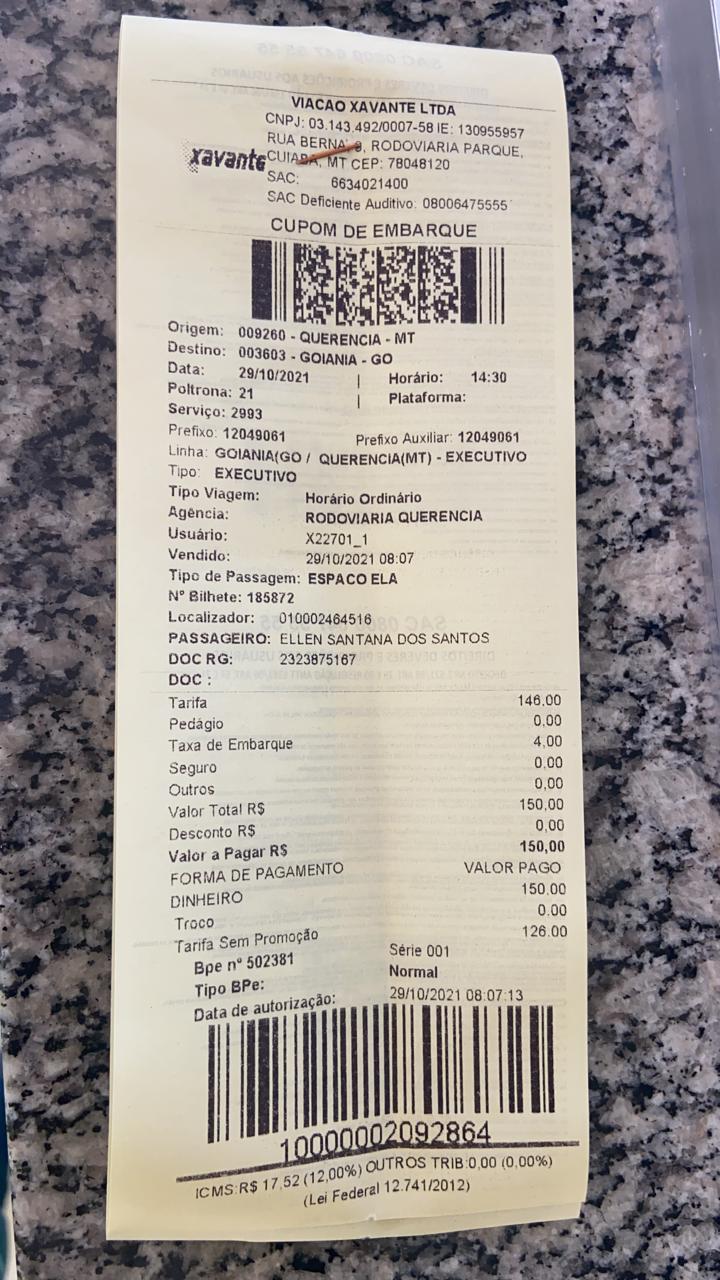 VIACAO XAVANTE LTDA
CNPJ: 03.143.492/0007-58 IE: 130955957
RUA RODOVIARIA PARQUE,
xavante
CUIABA, MT CEP: 78048120
SAC: 6634021400
SAC Deficiente Auditivo: 08006475555
CUPOM DE EMBARQUE
Origem: 009260 - QUERENCIA - MT
Destino: 003603 - GOIANIA - GO
Data: 29/10/2021 | Horário: 14:30
Poltrona: 21 | Plataforma:
Serviço: 2993
Prefixo: 12049061 Prefixo Auxiliar: 12049061
Linha: GOIANIA(GO / QUERENCIA(MT) - EXECUTIVO
Tipo: EXECUTIVO
Tipo Viagem: Horário Ordinário
Agência: RODOVIARIA QUERENCIA
Usuário: X22701_1
Vendido: 29/10/2021 08:07
Tipo de Passagem: ESPACO ELA
Nº Bilhete: 185872
Localizador: 010002464516
PASSAGEIRO: ELLEN SANTANA DOS SANTOS
DOC RG: 2323875167
DOC :
Tarifa 146,00
Pedágio 0,00
Taxa de Embarque 4,00
Seguro 0,00
Outros 0,00
Valor Total R$ 150,00
Desconto R$ 0,00
Valor a Pagar R$ 150,00
FORMA DE PAGAMENTO VALOR PAGO
DINHEIRO 150.00
Troco 0.00
Tarifa Sem Promoção 126.00
Bpe nº 502381 Série 001
Tipo BPe: Normal
Data de autorização: 29/10/2021 08:07:13
10000002092864
ICMS:R$ 17,52 (12,00%) OUTROS TRIB:0,00 (0,00%)
(Lei Federal 12.741/2012)